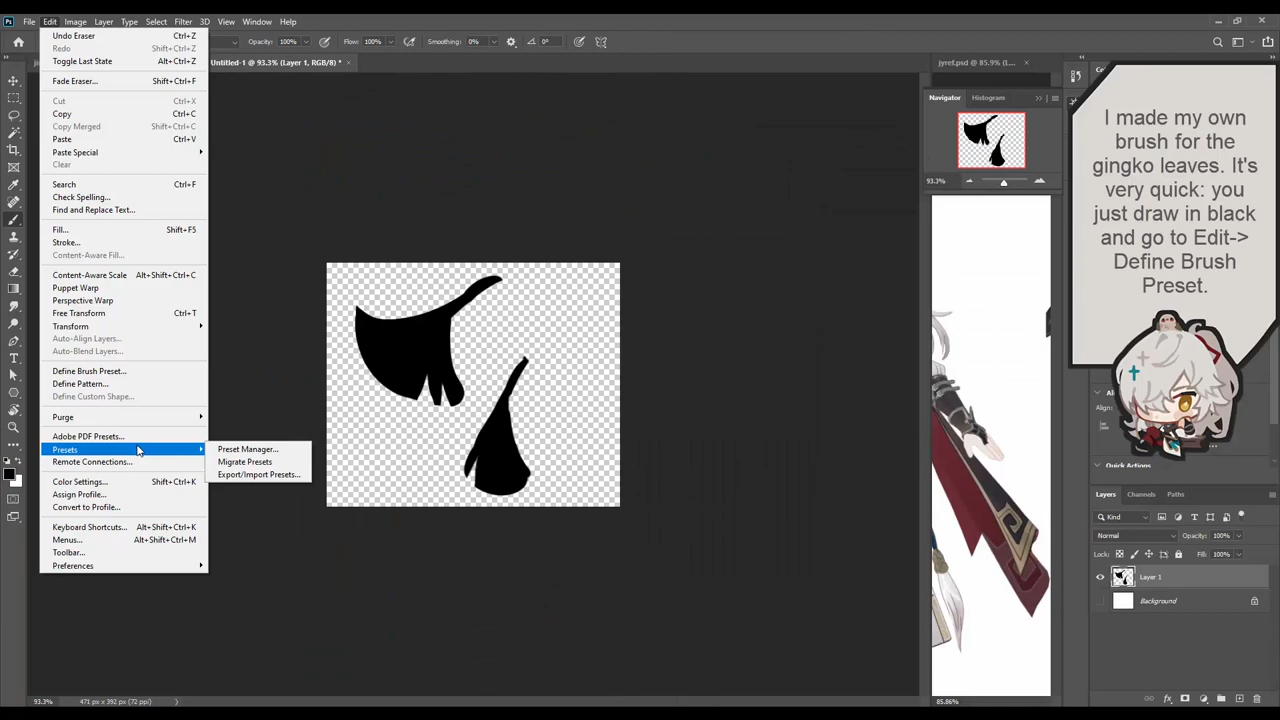 Ps File Edit Image Layer Type Select Filter 3D View Window Help
Opacity: 100% Flow: 100% Smoothing: 0% 0°
Untitled-1 @ 93.3% (Layer 1, RGB/8) *
jyref.psd @ 85.9% (L...
Undo Eraser Ctrl+Z
Redo Shift+Ctrl+Z
Toggle Last State Alt+Ctrl+Z
Fade Eraser... Shift+Ctrl+F
Cut Ctrl+X
Copy Ctrl+C
Copy Merged Shift+Ctrl+C
Paste Ctrl+V
Paste Special
Clear
Search Ctrl+F
Check Spelling...
Find and Replace Text...
Fill... Shift+F5
Stroke...
Content-Aware Fill...
Content-Aware Scale Alt+Shift+Ctrl+C
Puppet Warp
Perspective Warp
Free Transform Ctrl+T
Transform
Auto-Align Layers...
Auto-Blend Layers...
Define Brush Preset...
Define Pattern...
Define Custom Shape...
Purge
Adobe PDF Presets...
Presets
Remote Connections...
Color Settings... Shift+Ctrl+K
Assign Profile...
Convert to Profile...
Keyboard Shortcuts... Alt+Shift+Ctrl+K
Menus... Alt+Shift+Ctrl+M
Toolbar...
Preferences
Preset Manager...
Migrate Presets
Export/Import Presets...
Navigator Histogram
93.3%
I made my own
brush for the
gingko leaves. It's
very quick: you
just draw in black
and go to Edit->
Define Brush
Preset.
Align:
Quick Actions
Layers Channels Paths
Kind
Normal Opacity: 100%
Lock: Fill: 100%
Layer 1
Background
93.3% 471 px x 392 px (72 ppi)
85.86%